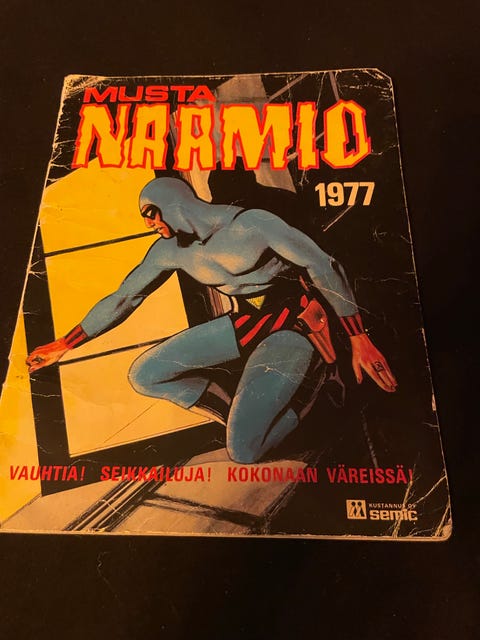 MUSTA
NAAMIO
1977
VAUHTIA! SEIKKAILUJA! KOKONAAN VÄREISSÄ!
KUSTANNUS OY
semic